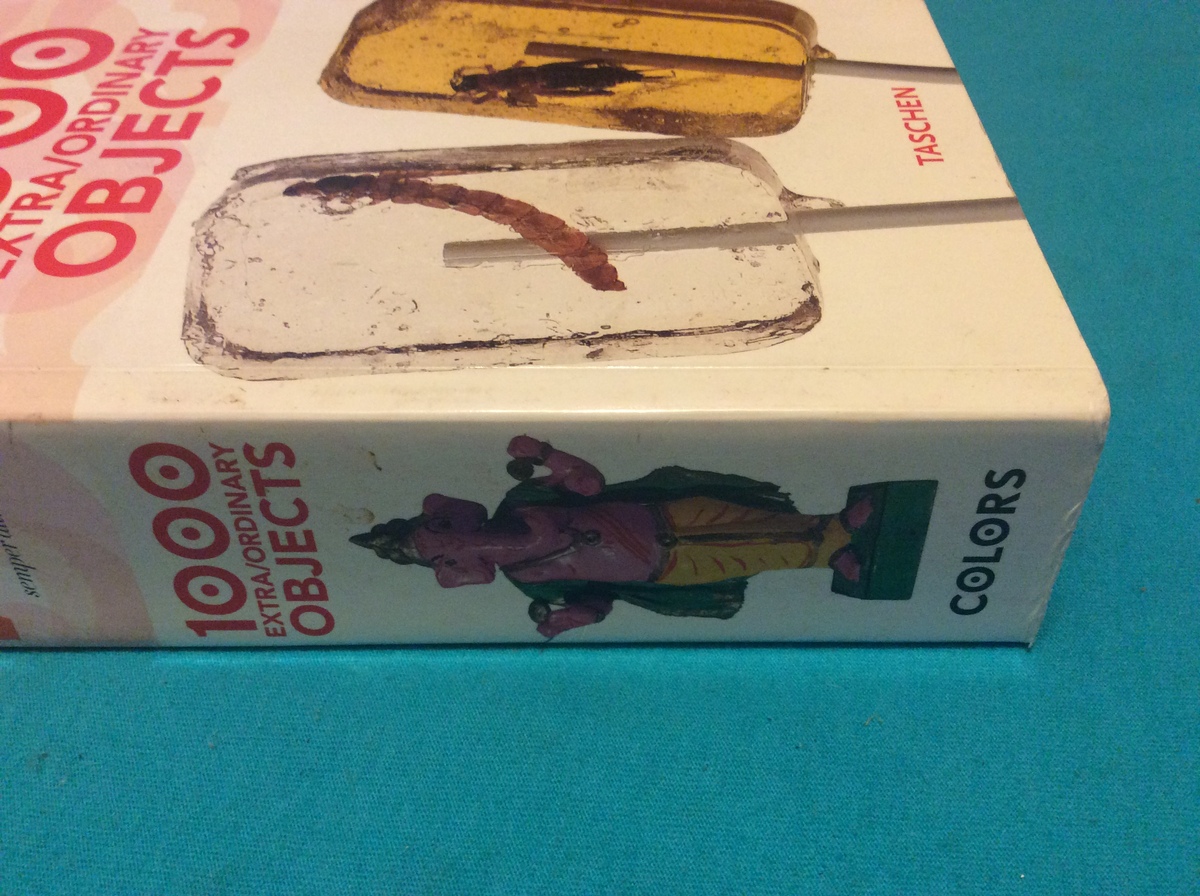 1000
EXTRA/ORDINARY
OBJECTS
TASCHEN
1000
EXTRA/ORDINARY
OBJECTS
COLORS